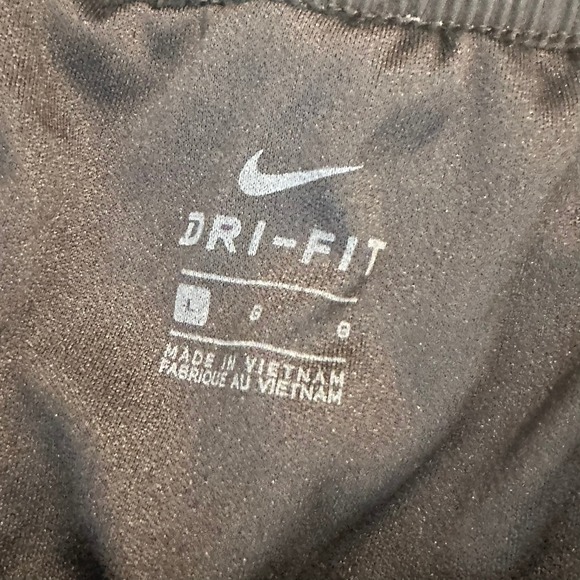 DRI-FIT
L G G
MADE IN VIETNAM
FABRIQUE AU VIETNAM